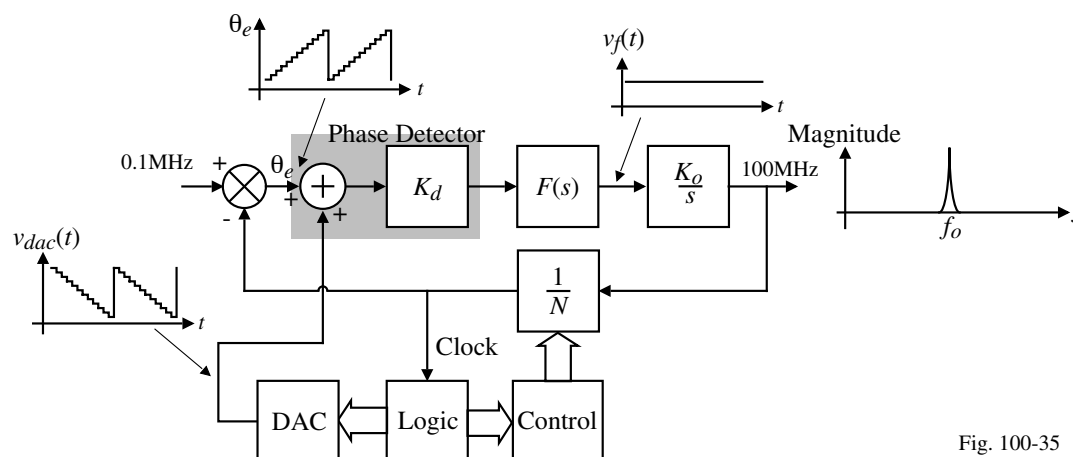 θe
t
vf(t)
t
Phase Detector
Magnitude
0.1MHz
+
-
θe
+
+
+
Kd
F(s)
Ko
s
100MHz
fo
vdac(t)
t
1
N
Clock
DAC
Logic
Control
Fig. 100-35